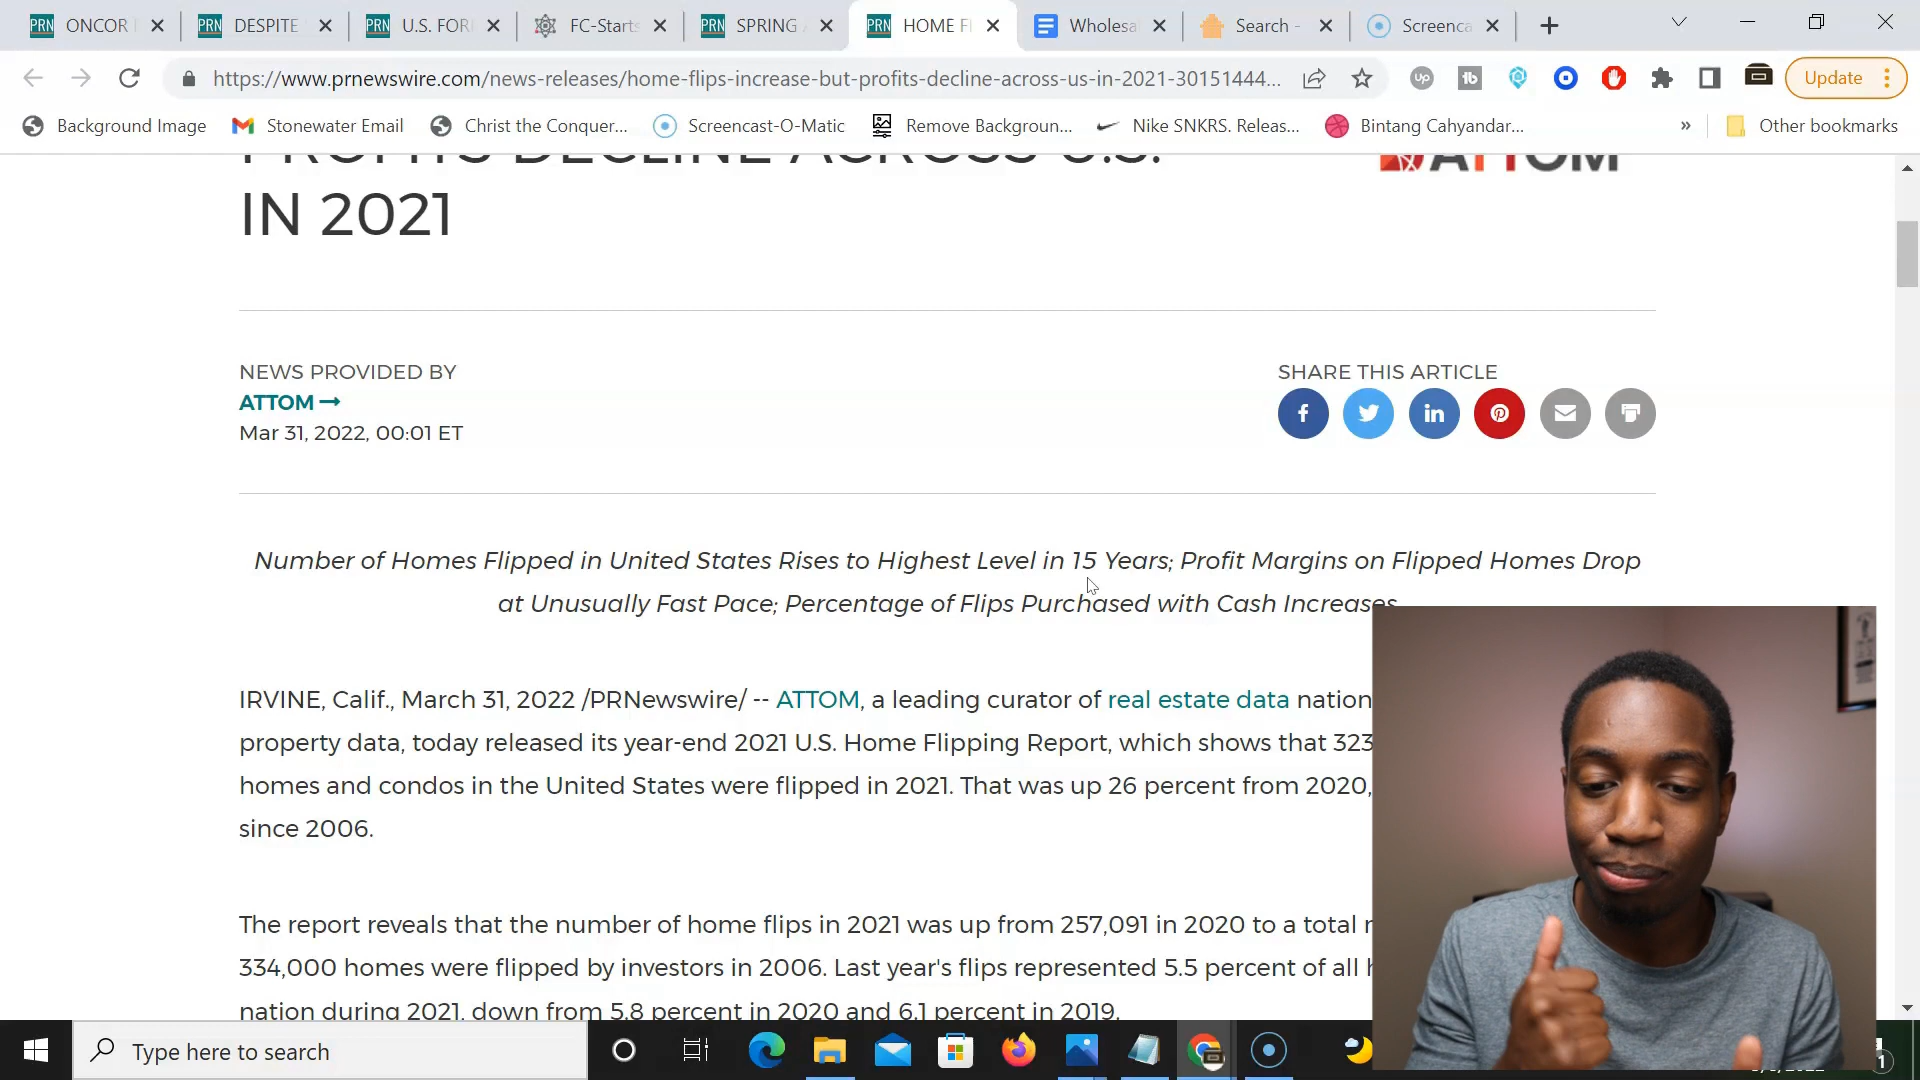 ONCOR
DESPITE
U.S. FOR
FC-Starts
SPRING
HOME F
Wholesa
Search -
Screenca
https://www.prnewswire.com/news-releases/home-flips-increase-but-profits-decline-across-us-in-2021-30151444...
Update
Background Image
Stonewater Email
Christ the Conquer...
Screencast-O-Matic
Remove Backgroun...
Nike SNKRS. Releas...
Bintang Cahyandar...
»
Other bookmarks
PROFITS DECLINE ACROSS U.S.
IN 2021
ATTOM
NEWS PROVIDED BY
ATTOM
Mar 31, 2022, 00:01 ET
SHARE THIS ARTICLE
Number of Homes Flipped in United States Rises to Highest Level in 15 Years; Profit Margins on Flipped Homes Drop
at Unusually Fast Pace; Percentage of Flips Purchased with Cash Increases
IRVINE, Calif., March 31, 2022 /PRNewswire/ -- ATTOM, a leading curator of real estate data nation
property data, today released its year-end 2021 U.S. Home Flipping Report, which shows that 323
homes and condos in the United States were flipped in 2021. That was up 26 percent from 2020,
since 2006.
The report reveals that the number of home flips in 2021 was up from 257,091 in 2020 to a total
334,000 homes were flipped by investors in 2006. Last year's flips represented 5.5 percent of all
nation during 2021, down from 5.8 percent in 2020 and 6.1 percent in 2019.
Type here to search
1